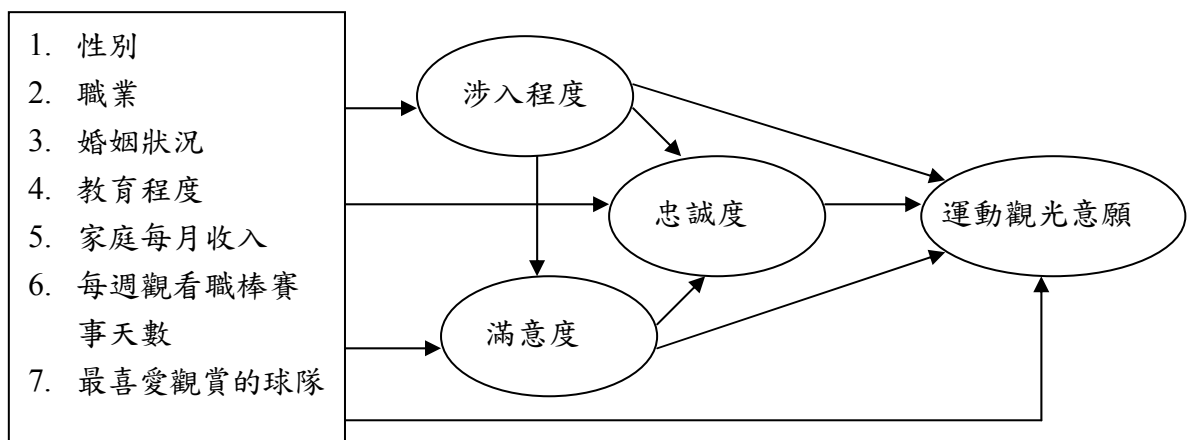 1. 性別
2. 職業
3. 婚姻狀況
4. 教育程度
5. 家庭每月收入
6. 每週觀看職棒賽
事天數
7. 最喜愛觀賞的球隊
涉入程度
忠誠度
滿意度
運動觀光意願